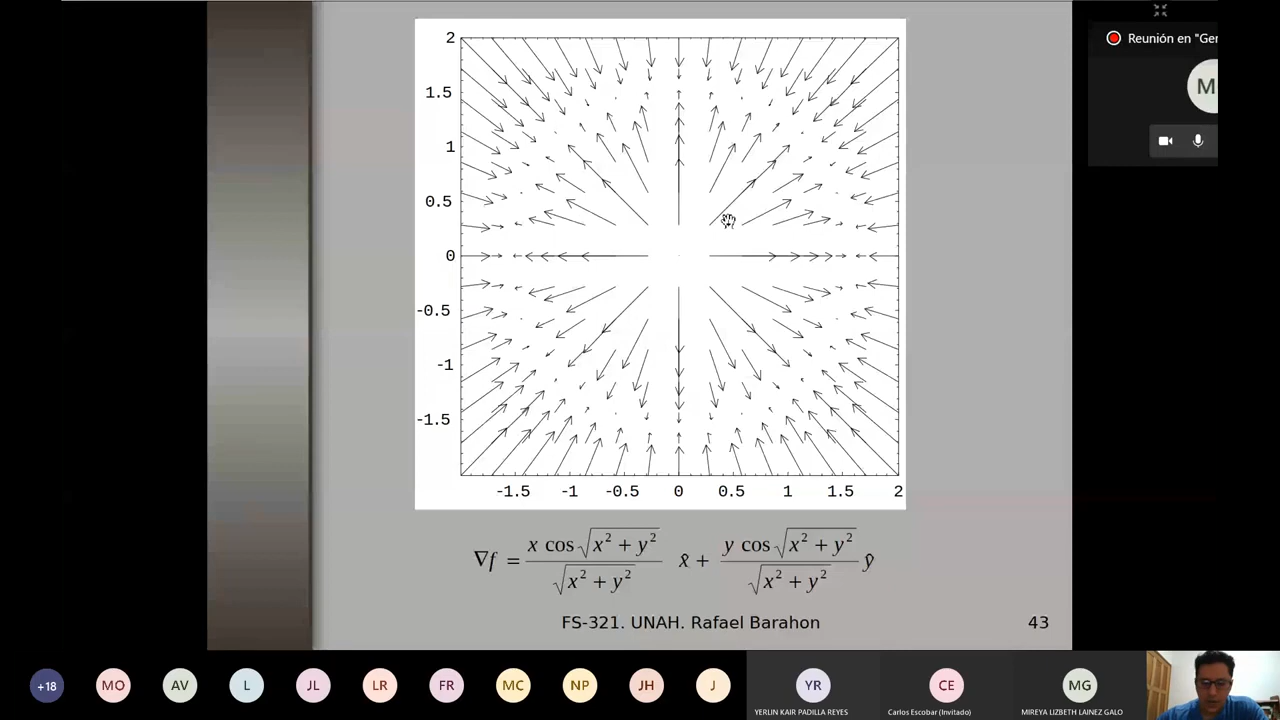 Reunión en "Ger
M
2
1.5
1
0.5
0
-0.5
-1
-1.5
-1.5 -1 -0.5 0 0.5 1 1.5 2
∇f = x cos√(x² + y²) / √(x² + y²) x̂ + y cos√(x² + y²) / √(x² + y²) ŷ
FS-321. UNAH. Rafael Barahon
43
+18 MO AV L JL LR FR MC NP JH J YR CE MG
YERLIN KAIR PADILLA REYES Carlos Escobar (Invitado) MIREYA LIZBETH LAINEZ GALO